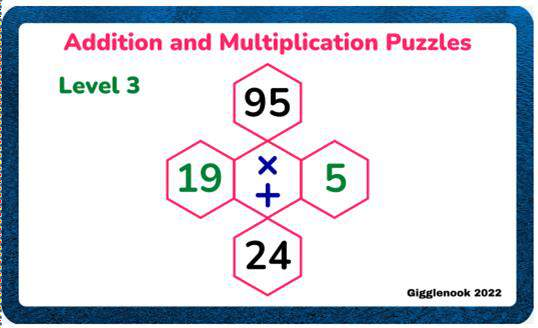 Addition and Multiplication Puzzles
Level 3
95
19 × 5
+
24
Gigglenook 2022